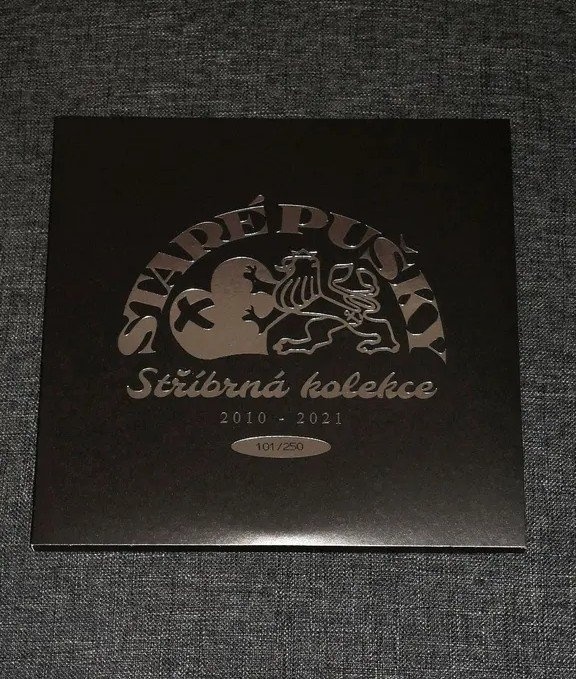 STARÉ PUŠKY
Stříbrná kolekce
2010 - 2021
101/250